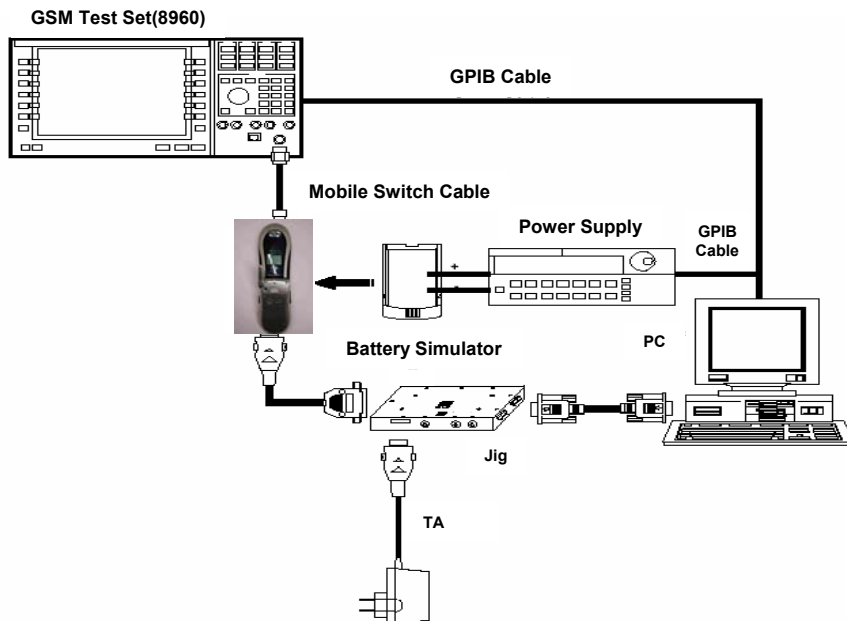 GSM Test Set(8960)
GPIB Cable
Mobile Switch Cable
Power Supply
GPIB
Cable
+
-
PC
Battery Simulator
Jig
TA